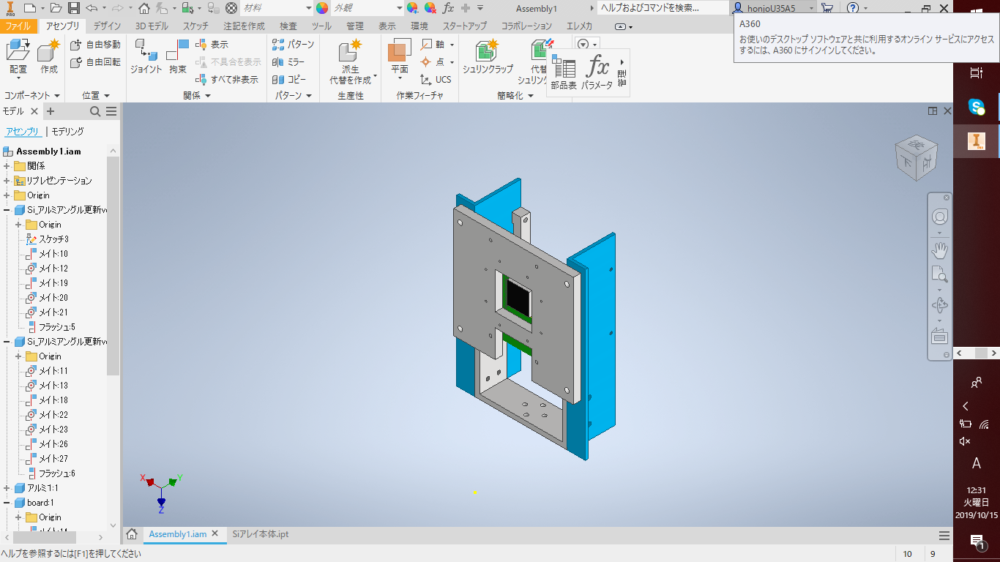 材料
外観
fx
Assembly1
ヘルプおよびコマンドを検索...
honjoU35A5
PRO
ファイル
アセンブリ
デザイン
3D モデル
スケッチ
注記を作成
検査
ツール
管理
表示
環境
スタートアップ
コラボレーション
エレメカ
A360
お使いのデスクトップ ソフトウェアと共に利用するオンライン サービスにアクセス
するには、A360 にサインインしてください。
配置
作成
自由移動
自由回転
ジョイント
拘束
表示
不具合を表示
すべて非表示
パターン
ミラー
コピー
派生
代替を作成
平面
軸
点
UCS
シュリンクラップ
代替
シュリンク
fx
部品表
パラメータ
コンポーネント
位置
関係
パターン
生産性
作業フィーチャ
簡略化
モデル
アセンブリ
モデリング
Assembly1.iam
関係
リプレゼンテーション
Origin
Si_アルミアングル更新ve
Origin
スケッチ3
メイト:10
メイト:12
メイト:19
メイト:20
メイト:21
フラッシュ:5
Si_アルミアングル更新ve
Origin
メイト:11
メイト:13
メイト:18
メイト:22
メイト:23
メイト:26
メイト:27
フラッシュ:6
アルミ1:1
board:1
Origin
X
Y
Z
Assembly1.iam
Siアレイ本体.ipt
ヘルプを参照するには[F1]を押してください
10
9
A
12:31
火曜日
2019/10/15
1